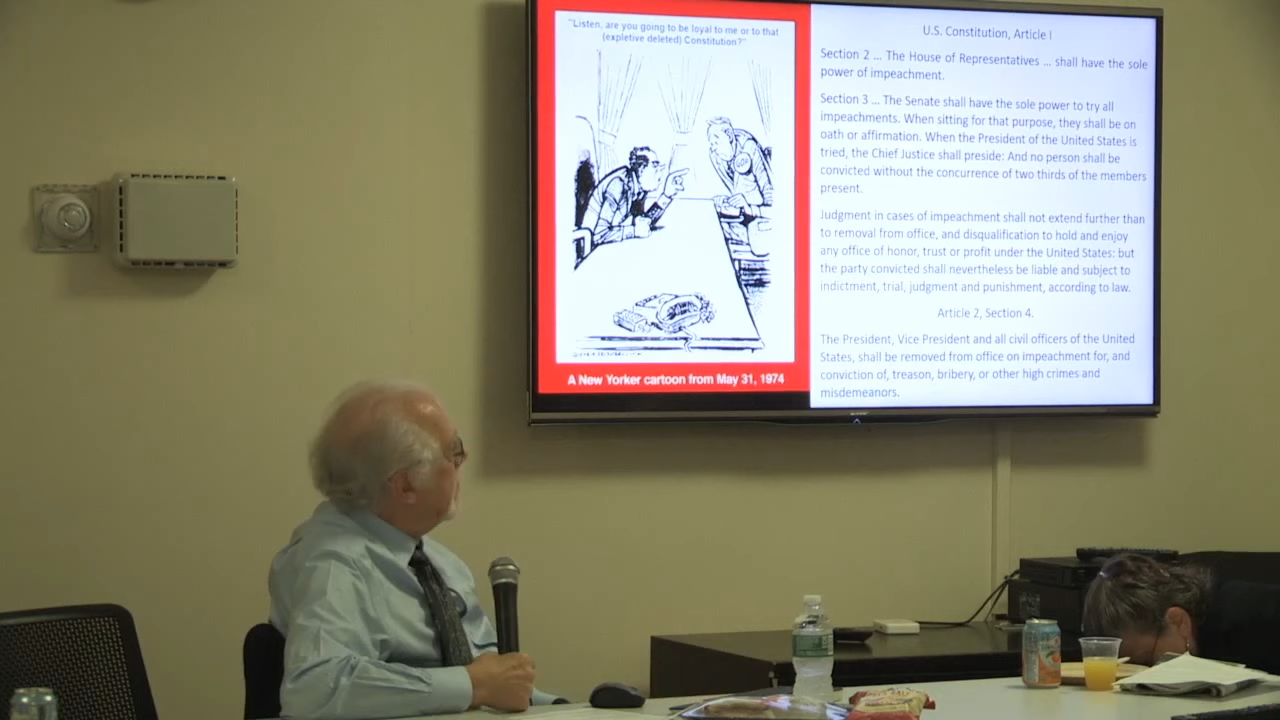 "Listen, are you going to be loyal to me or to that
(expletive deleted) Constitution?"
A New Yorker cartoon from May 31, 1974
U.S. Constitution, Article I
Section 2 ... The House of Representatives ... shall have the sole
power of impeachment.
Section 3 ... The Senate shall have the sole power to try all
impeachments. When sitting for that purpose, they shall be on
oath or affirmation. When the President of the United States is
tried, the Chief Justice shall preside: And no person shall be
convicted without the concurrence of two thirds of the members
present.
Judgment in cases of impeachment shall not extend further than
to removal from office, and disqualification to hold and enjoy
any office of honor, trust or profit under the United States: but
the party convicted shall nevertheless be liable and subject to
indictment, trial, judgment and punishment, according to law.
Article 2, Section 4.
The President, Vice President and all civil officers of the United
States, shall be removed from office on impeachment for, and
conviction of, treason, bribery, or other high crimes and
misdemeanors.